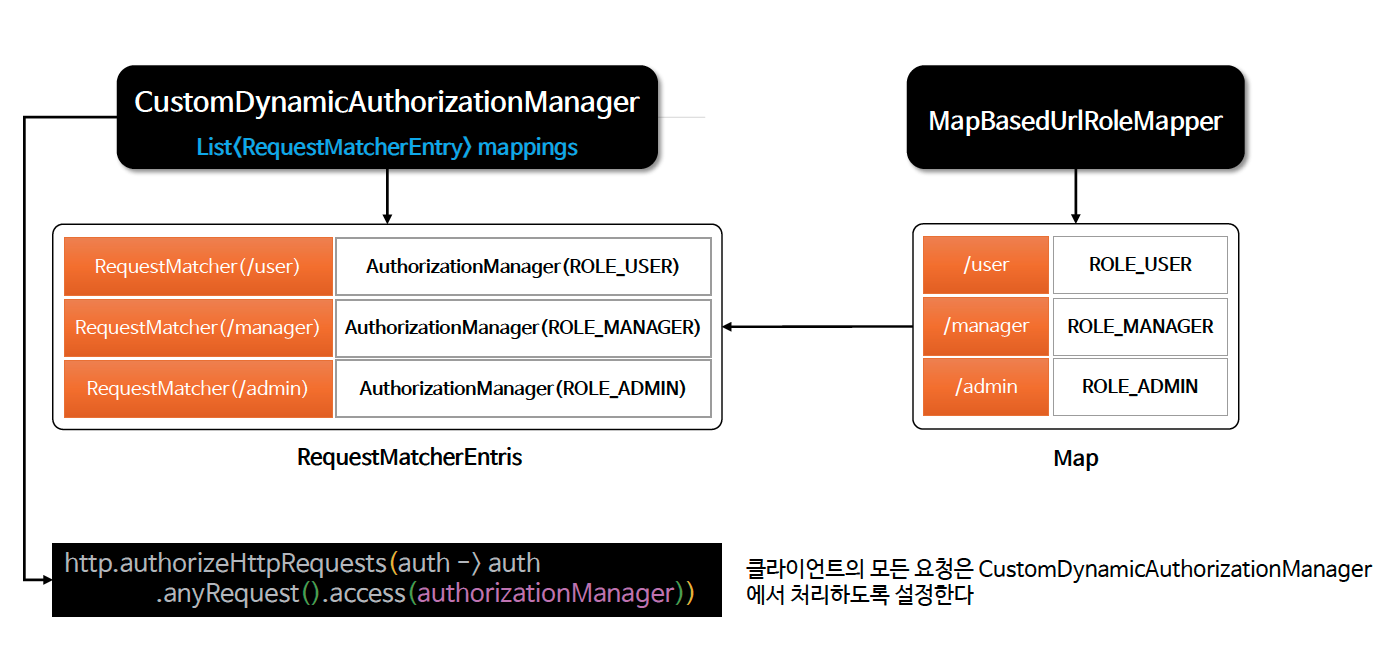 CustomDynamicAuthorizationManager
List<RequestMatcherEntry> mappings
MapBasedUrlRoleMapper
RequestMatcher(/user) AuthorizationManager(ROLE_USER)
RequestMatcher(/manager) AuthorizationManager(ROLE_MANAGER)
RequestMatcher(/admin) AuthorizationManager(ROLE_ADMIN)
RequestMatcherEntris
/user ROLE_USER
/manager ROLE_MANAGER
/admin ROLE_ADMIN
Map
http.authorizeHttpRequests(auth -> auth
.anyRequest().access(authorizationManager))
클라이언트의 모든 요청은 CustomDynamicAuthorizationManager
에서 처리하도록 설정한다